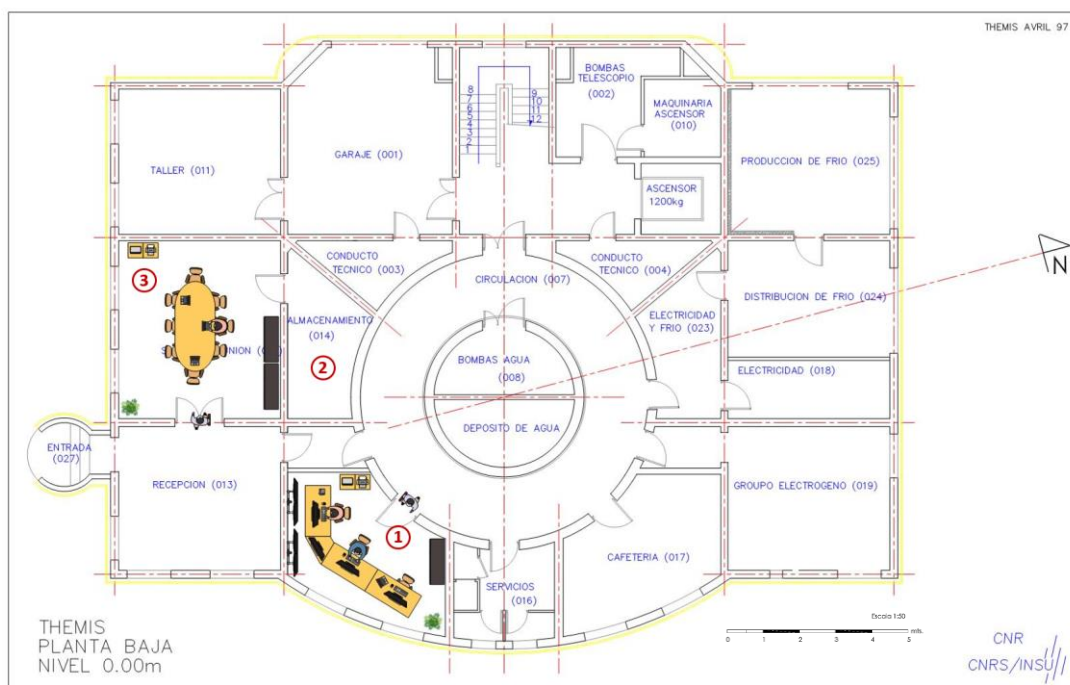 THEMIS AVRIL 97
BOMBAS
TELESCOPIO
(002)
MAQUINARIA
ASCENSOR
(010)
8
7
6
5
4
3
2
1
9
10
11
12
GARAJE (001)
TALLER (011)
PRODUCCION DE FRIO (025)
ASCENSOR
1200kg
CONDUCTO
TECNICO (003)
CONDUCTO
TECNICO (004)
CIRCULACION (007)
N
3
DISTRIBUCION DE FRIO (024)
ALMACENAMIENTO
(014)
ELECTRICIDAD
Y FRIO (023)
NION
2
BOMBAS AGUA
(008)
ELECTRICIDAD (018)
DEPOSITO DE AGUA
ENTRADA
(027)
RECEPCION (013)
GROUPO ELECTROGENO (019)
1
CAFETERIA (017)
SERVICIOS
(016)
THEMIS
PLANTA BAJA
NIVEL 0.00m
Escala 1:50
0 1 2 3 4 5 mts.
CNR
CNRS/INSU